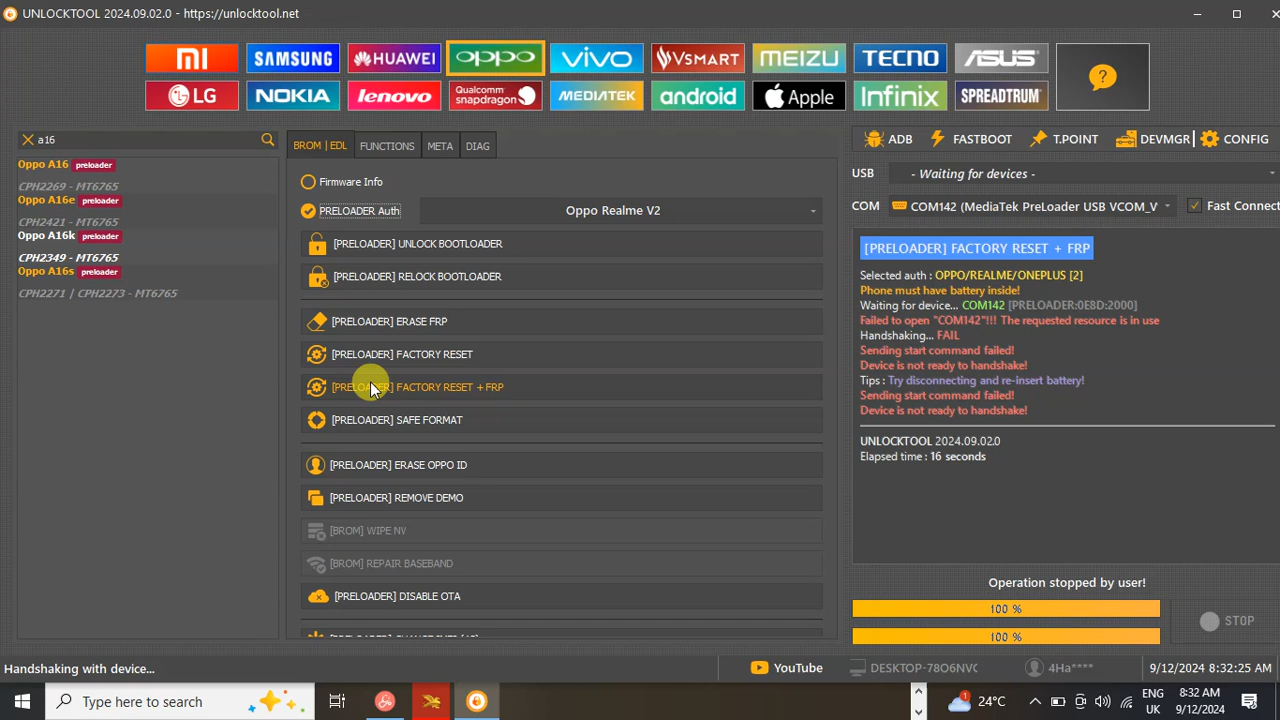 UNLOCKTOOL 2024.09.02.0 - https://unlocktool.net
mi SAMSUNG HUAWEI oppo vivo VSMART MEIZU TECNO ASUS
LG NOKIA lenovo Qualcomm snapdragon MEDIATEK android Apple Infinix SPREADTRUM ?
a16
Oppo A16 preloader
CPH2269 - MT6765
Oppo A16e preloader
CPH2421 - MT6765
Oppo A16k preloader
CPH2349 - MT6765
Oppo A16s preloader
CPH2271 | CPH2273 - MT6765
BROM | EDL FUNCTIONS META DIAG
Firmware Info
PRELOADER Auth Oppo Realme V2
[PRELOADER] UNLOCK BOOTLOADER
[PRELOADER] RELOCK BOOTLOADER
[PRELOADER] ERASE FRP
[PRELOADER] FACTORY RESET
[PRELOADER] FACTORY RESET + FRP
[PRELOADER] SAFE FORMAT
[PRELOADER] ERASE OPPO ID
[PRELOADER] REMOVE DEMO
[BROM] WIPE NV
[BROM] REPAIR BASEBAND
[PRELOADER] DISABLE OTA
ADB FASTBOOT T.POINT DEVMGR CONFIG
USB - Waiting for devices -
COM COM142 (MediaTek PreLoader USB VCOM_V Fast Connect
[PRELOADER] FACTORY RESET + FRP
Selected auth : OPPO/REALME/ONEPLUS [2]
Phone must have battery inside!
Waiting for device... COM142 [PRELOADER:0E8D:2000]
Failed to open "COM142"!!! The requested resource is in use
Handshaking... FAIL
Sending start command failed!
Device is not ready to handshake!
Tips : Try disconnecting and re-insert battery!
Sending start command failed!
Device is not ready to handshake!
UNLOCKTOOL 2024.09.02.0
Elapsed time : 16 seconds
Operation stopped by user!
100 %
100 %
STOP
Handshaking with device... YouTube DESKTOP-78O6NVC 4Ha**** 9/12/2024 8:32:25 AM
Type here to search 1 24°C ENG 8:32 AM
UK 9/12/2024